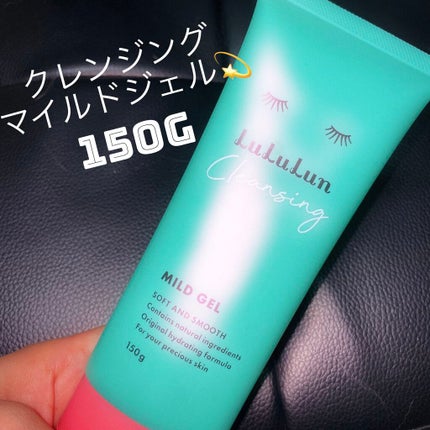 クレンジング
マイルドジェル💫
150G
LuLuLun
Cleansing
MILD GEL
SOFT AND SMOOTH
Contains natural ingredients
Original hydrating formula
For your precious skin
150g